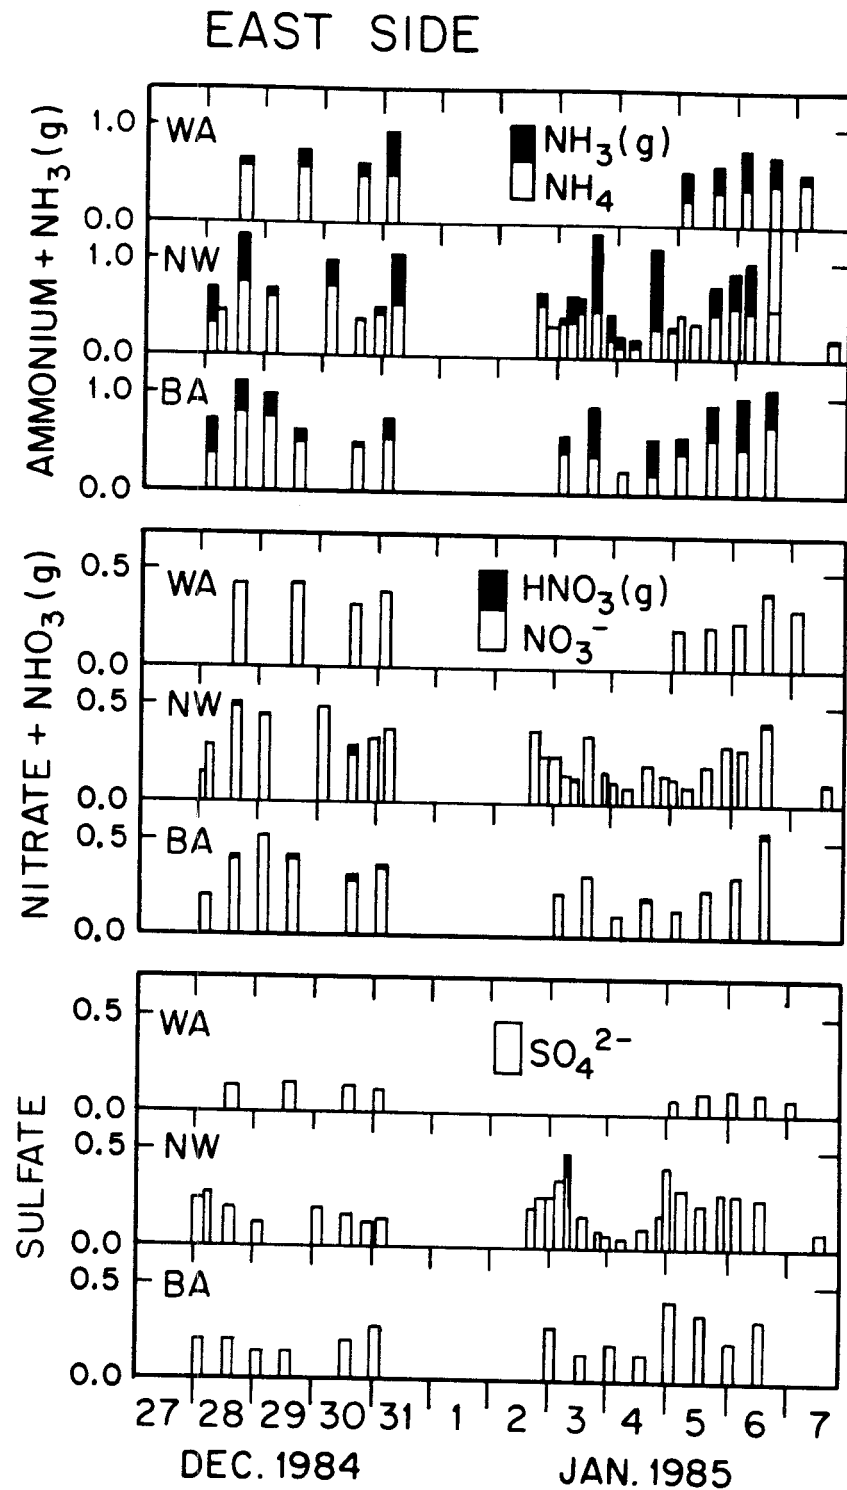 EAST SIDE
AMMONIUM + NH3(g)
1.0
WA
NH3(g)
NH4
0.0
1.0
NW
0.0
1.0
BA
0.0
NITRATE + NHO3(g)
0.5
WA
HNO3(g)
NO3-
0.0
0.5
NW
0.0
0.5
BA
0.0
SULFATE
0.5
WA
SO4 2-
0.0
0.5
NW
0.0
0.5
BA
0.0
27 28 29 30 31 1 2 3 4 5 6 7
DEC. 1984 JAN. 1985